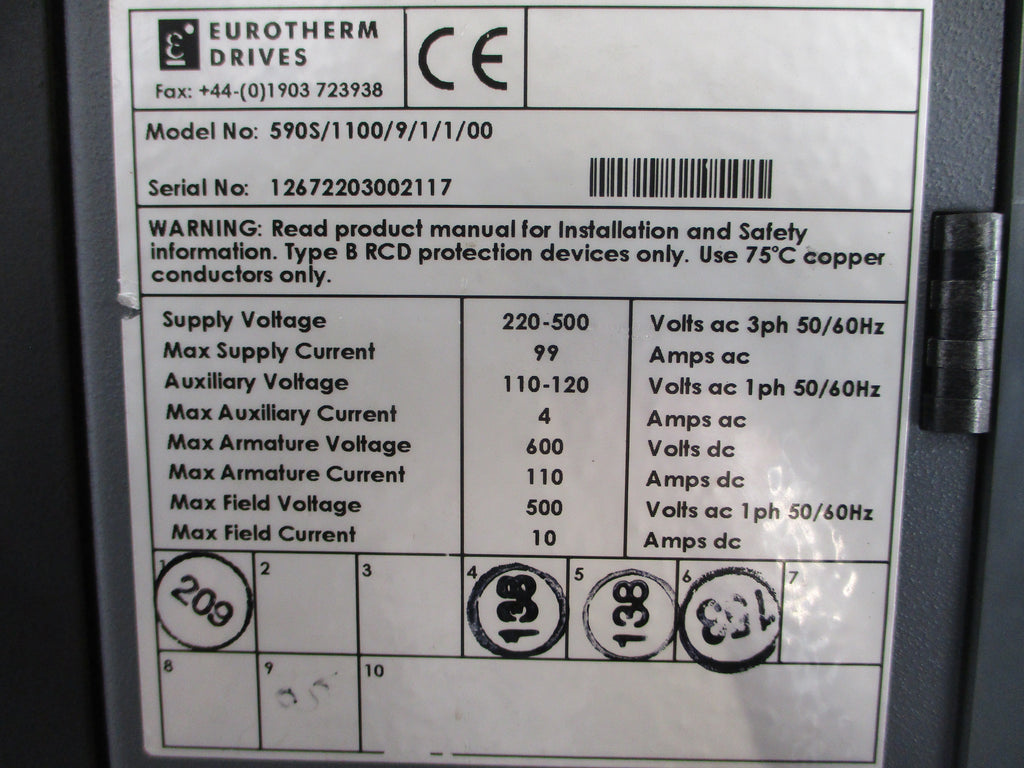 EUROTHERM
DRIVES
Fax: +44-(0)1903 723938
CE
Model No: 590S/1100/9/1/1/00
Serial No: 12672203002117
WARNING: Read product manual for Installation and Safety
information. Type B RCD protection devices only. Use 75°C copper
conductors only.
Supply Voltage 220-500 Volts ac 3ph 50/60Hz
Max Supply Current 99 Amps ac
Auxiliary Voltage 110-120 Volts ac 1ph 50/60Hz
Max Auxiliary Current 4 Amps ac
Max Armature Voltage 600 Volts dc
Max Armature Current 110 Amps dc
Max Field Voltage 500 Volts ac 1ph 50/60Hz
Max Field Current 10 Amps dc
1 2 3 4 5 6 7
209 138 138
8 9 10